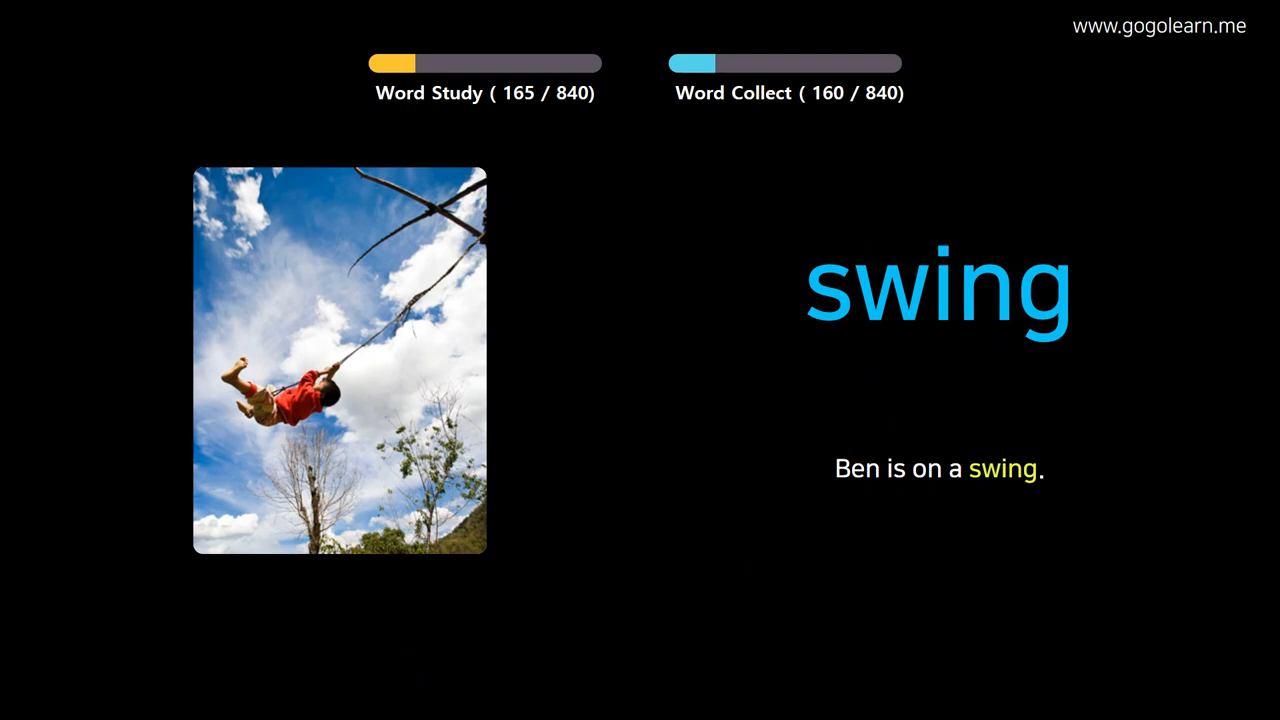 www.gogolearn.me
Word Study ( 165 / 840)
Word Collect ( 160 / 840)
swing
Ben is on a swing.